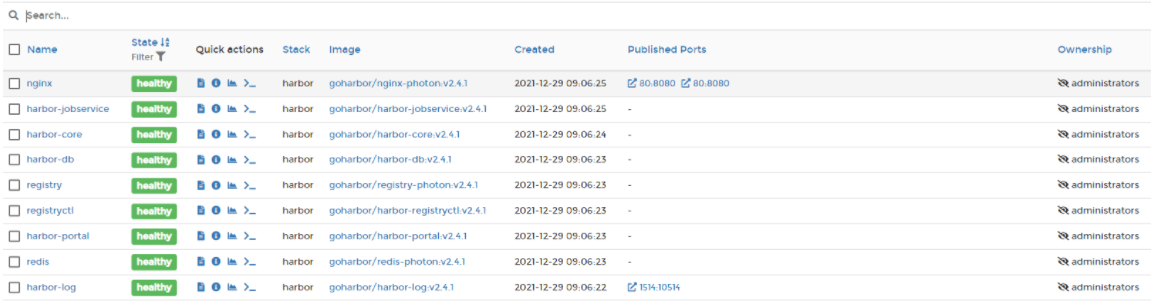 Search...
Name State Filter Quick actions Stack Image Created Published Ports Ownership
nginx healthy harbor goharbor/nginx-photon:v2.4.1 2021-12-29 09:06:25 80:8080 80:8080 administrators
harbor-jobservice healthy harbor goharbor/harbor-jobservice:v2.4.1 2021-12-29 09:06:25 - administrators
harbor-core healthy harbor goharbor/harbor-core:v2.4.1 2021-12-29 09:06:24 - administrators
harbor-db healthy harbor goharbor/harbor-db:v2.4.1 2021-12-29 09:06:23 - administrators
registry healthy harbor goharbor/registry-photon:v2.4.1 2021-12-29 09:06:23 - administrators
registryctl healthy harbor goharbor/harbor-registryctl:v2.4.1 2021-12-29 09:06:23 - administrators
harbor-portal healthy harbor goharbor/harbor-portal:v2.4.1 2021-12-29 09:06:23 - administrators
redis healthy harbor goharbor/redis-photon:v2.4.1 2021-12-29 09:06:23 - administrators
harbor-log healthy harbor goharbor/harbor-log:v2.4.1 2021-12-29 09:06:22 1514:10514 administrators